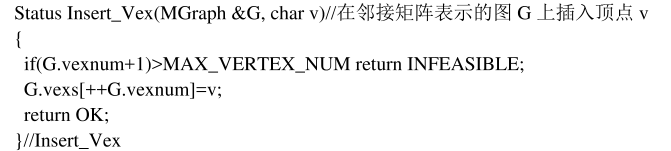 Status Insert_Vex(MGraph &G, char v)//在邻接矩阵表示的图 G 上插入顶点 v
{
if(G.vexnum+1)>MAX_VERTEX_NUM return INFEASIBLE;
G.vexs[++G.vexnum]=v;
return OK;
}//Insert_Vex